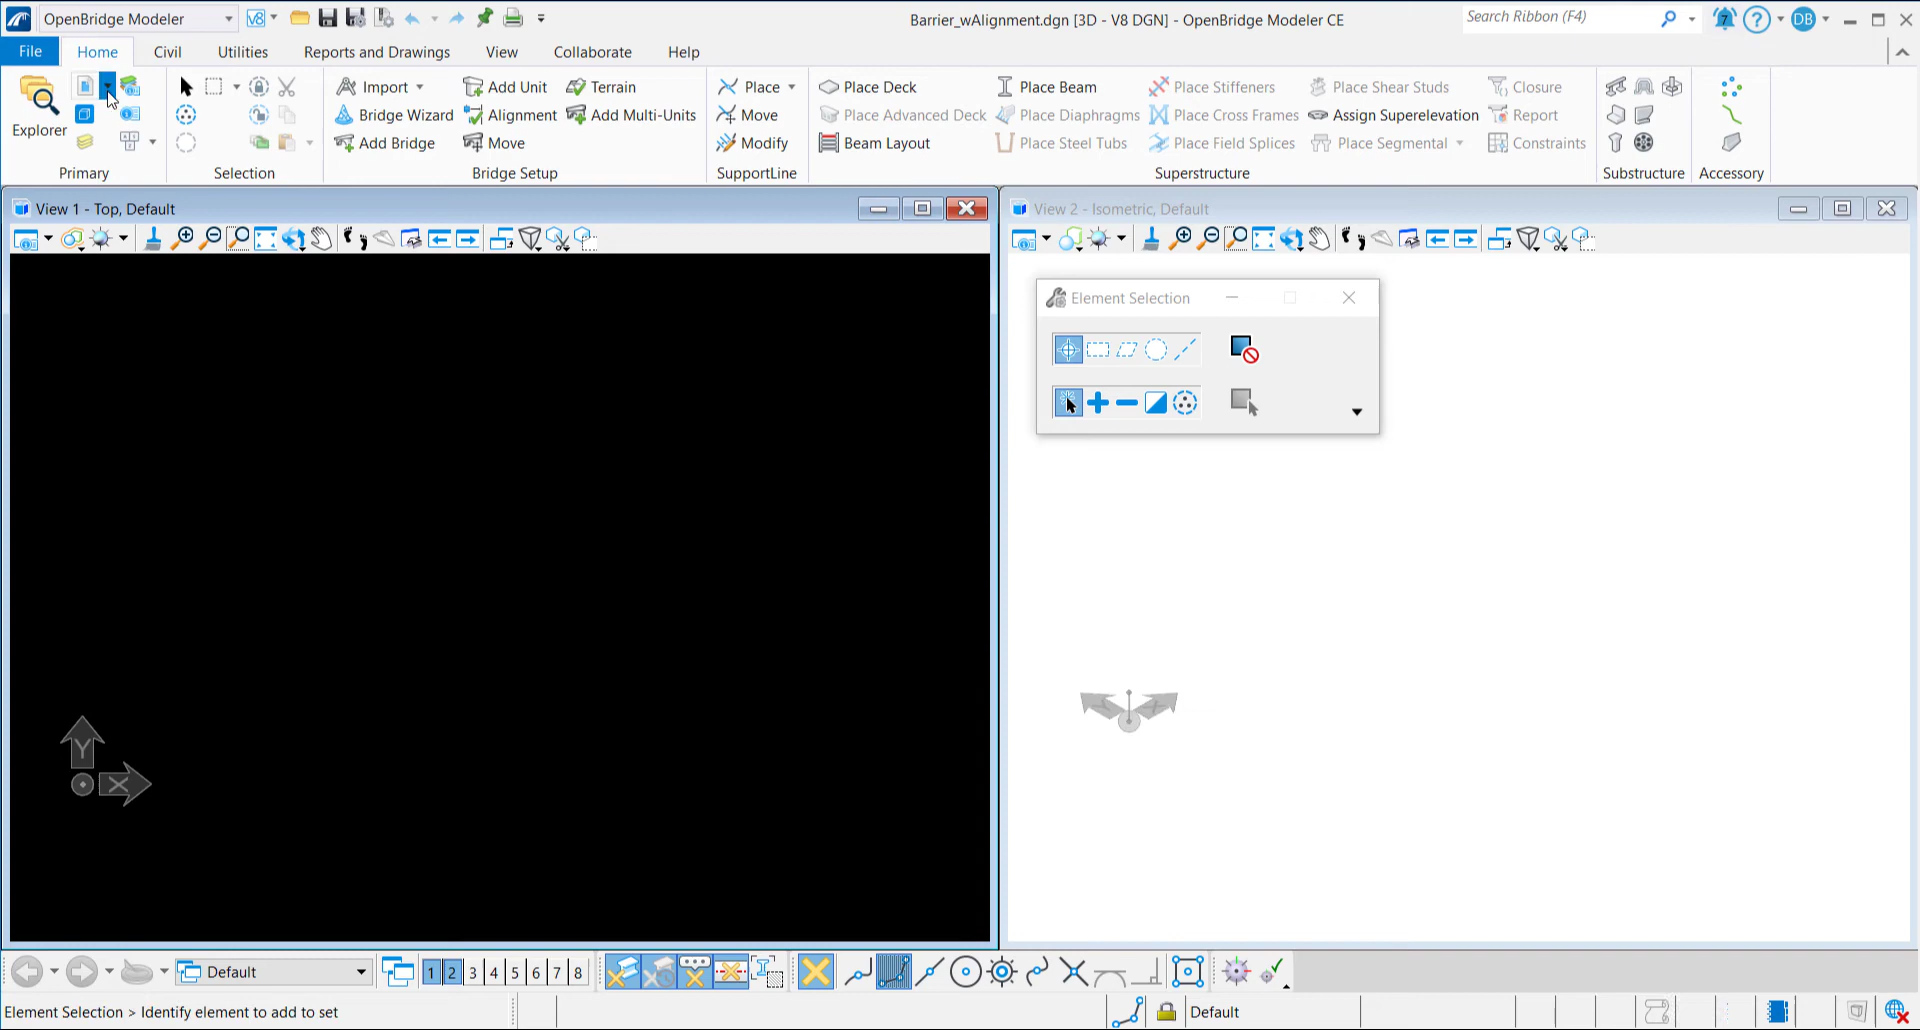 OpenBridge Modeler
V8
Barrier_wAlignment.dgn [3D - V8 DGN] - OpenBridge Modeler CE
Search Ribbon (F4)
7
?
DB
File
Home
Civil
Utilities
Reports and Drawings
View
Collaborate
Help
Explorer
Primary
Selection
Import
Bridge Wizard
Add Bridge
Add Unit
Alignment
Move
Terrain
Add Multi-Units
Bridge Setup
Place
Move
Modify
SupportLine
Place Deck
Place Advanced Deck
Beam Layout
Place Beam
Place Diaphragms
Place Steel Tubs
Place Stiffeners
Place Cross Frames
Place Field Splices
Place Shear Studs
Assign Superelevation
Place Segmental
Closure
Report
Constraints
Superstructure
Substructure
Accessory
View 1 - Top, Default
View 2 - Isometric, Default
Element Selection
Y
X
Y
X
Default
1 2 3 4 5 6 7 8
Element Selection > Identify element to add to set
Default